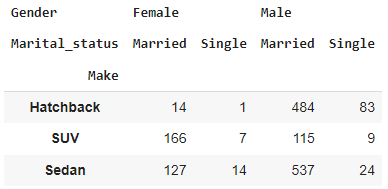 Gender Female Male
Marital_status Married Single Married Single
Make
Hatchback 14 1 484 83
SUV 166 7 115 9
Sedan 127 14 537 24